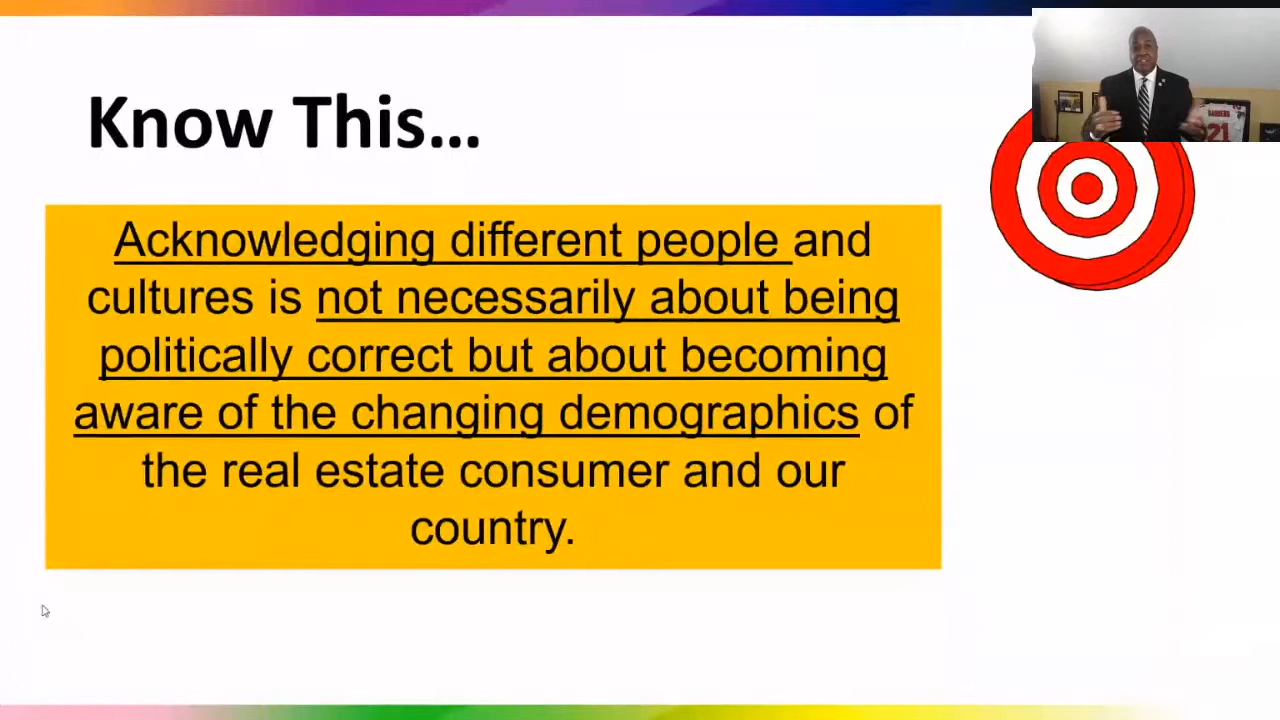 Know This...
Acknowledging different people and
cultures is not necessarily about being
politically correct but about becoming
aware of the changing demographics of
the real estate consumer and our
country.
21